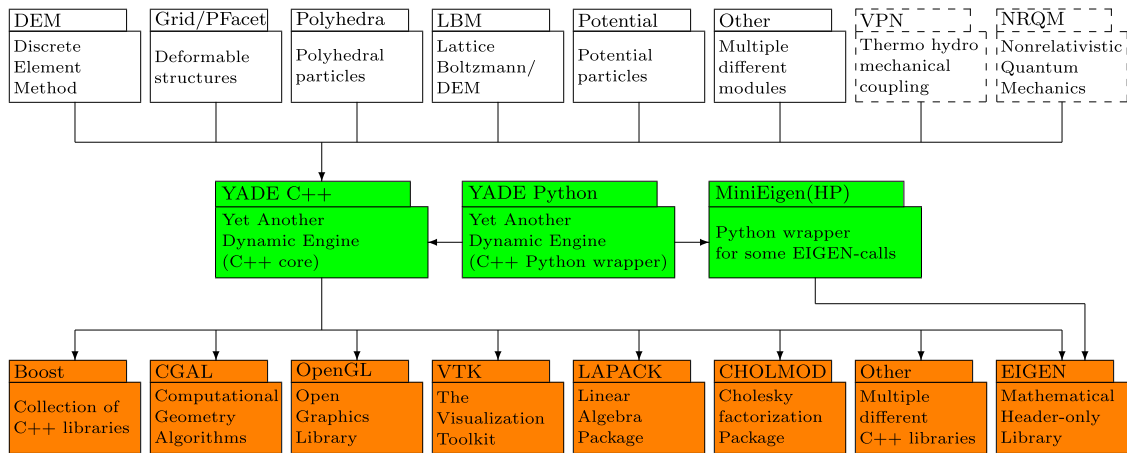 DEM
Discrete
Element
Method
Grid/PFacet
Deformable
structures
Polyhedra
Polyhedral
particles
LBM
Lattice
Boltzmann/
DEM
Potential
Potential
particles
Other
Multiple
different
modules
VPN
Thermo hydro
mechanical
coupling
NRQM
Nonrelativistic
Quantum
Mechanics
YADE C++
Yet Another
Dynamic Engine
(C++ core)
YADE Python
Yet Another
Dynamic Engine
(C++ Python wrapper)
MiniEigen(HP)
Python wrapper
for some EIGEN-calls
Boost
Collection of
C++ libraries
CGAL
Computational
Geometry
Algorithms
OpenGL
Open
Graphics
Library
VTK
The
Visualization
Toolkit
LAPACK
Linear
Algebra
Package
CHOLMOD
Cholesky
factorization
Package
Other
Multiple
different
C++ libraries
EIGEN
Mathematical
Header-only
Library